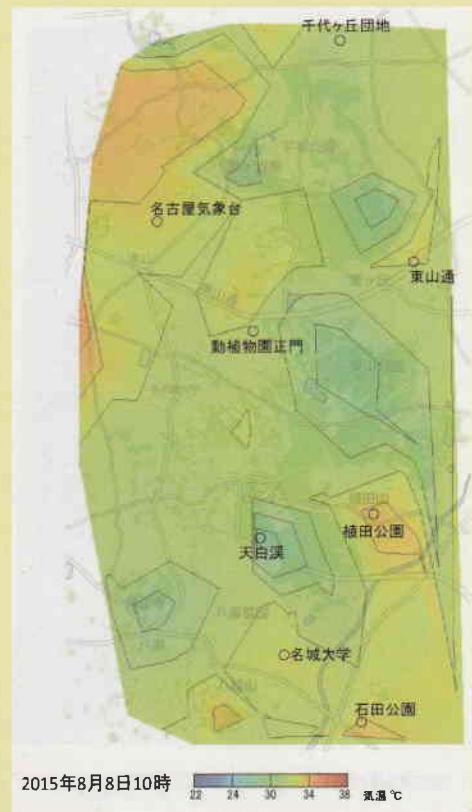 千代ヶ丘団地
名古屋気象台
東山通
動植物園正門
植田公園
天白渓
名城大学
石田公園
2015年8月8日10時
22 24 30 34 38 気温 ℃